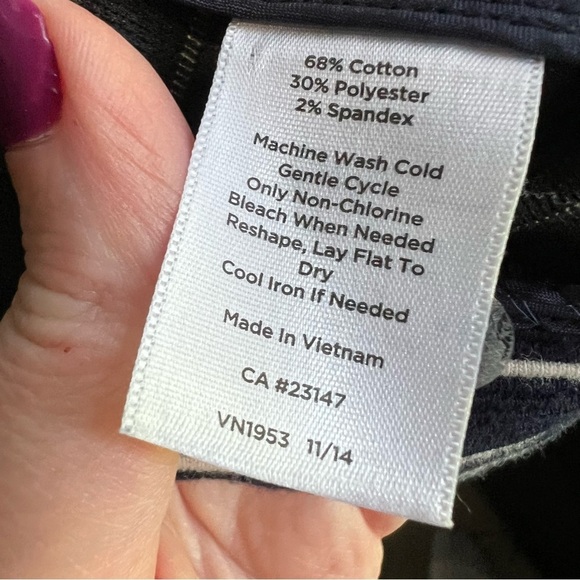 68% Cotton
30% Polyester
2% Spandex
Machine Wash Cold
Gentle Cycle
Only Non-Chlorine
Bleach When Needed
Reshape, Lay Flat To
Dry
Cool Iron If Needed
Made In Vietnam
CA #23147
VN1953 11/14